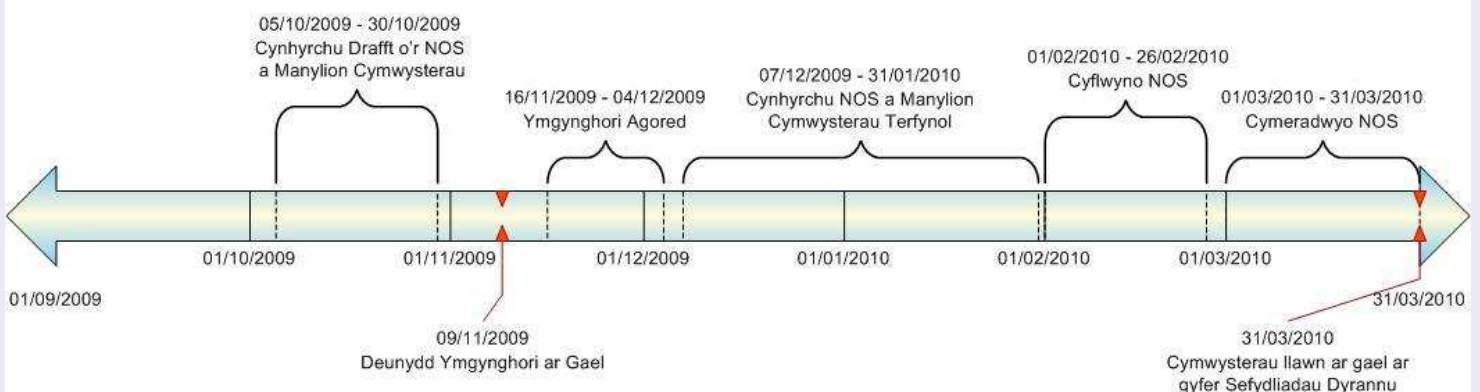 05/10/2009 - 30/10/2009
Cynhyrchu Drafft o'r NOS
a Manylion Cymwysterau
16/11/2009 - 04/12/2009
Ymgynghori Agored
07/12/2009 - 31/01/2010
Cynhyrchu NOS a Manylion
Cymwysterau Terfynol
01/02/2010 - 26/02/2010
Cyflwyno NOS
01/03/2010 - 31/03/2010
Cymeradwyo NOS
01/10/2009
01/11/2009
01/12/2009
01/01/2010
01/02/2010
01/03/2010
01/09/2009
31/03/2010
09/11/2009
Deunydd Ymgynghori ar Gael
31/03/2010
Cymwysterau llawn ar gael ar
gyfer Sefydliadau Dyrannu